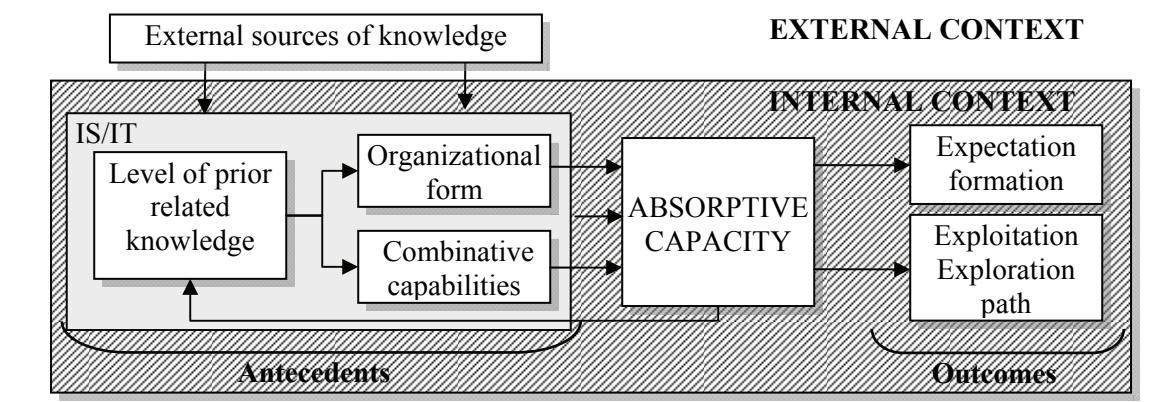 External sources of knowledge
EXTERNAL CONTEXT
INTERNAL CONTEXT
IS/IT
Level of prior
related
knowledge
Organizational
form
Combinative
capabilities
ABSORPTIVE
CAPACITY
Expectation
formation
Exploitation
Exploration
path
Antecedents
Outcomes